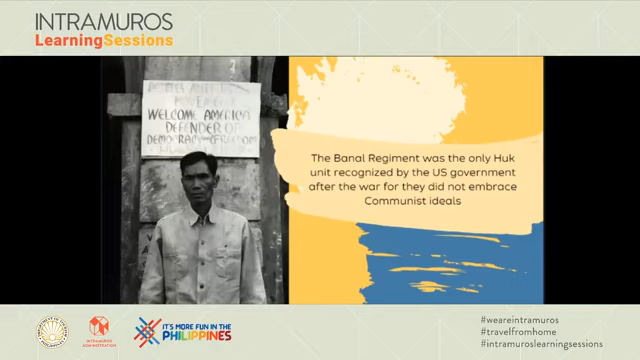 INTRAMUROS
LearningSessions
WELCOME AMERICA
DEFENDER OF
The Banal Regiment was the only Huk
unit recognized by the US government
after the war for they did not embrace
Communist ideals
INTRAMUROS
ADMINISTRATION
IT'S MORE FUN IN THE
PHILIPPINES
#weareintramuros
#travelfromhome
#intramuroslearningsessions